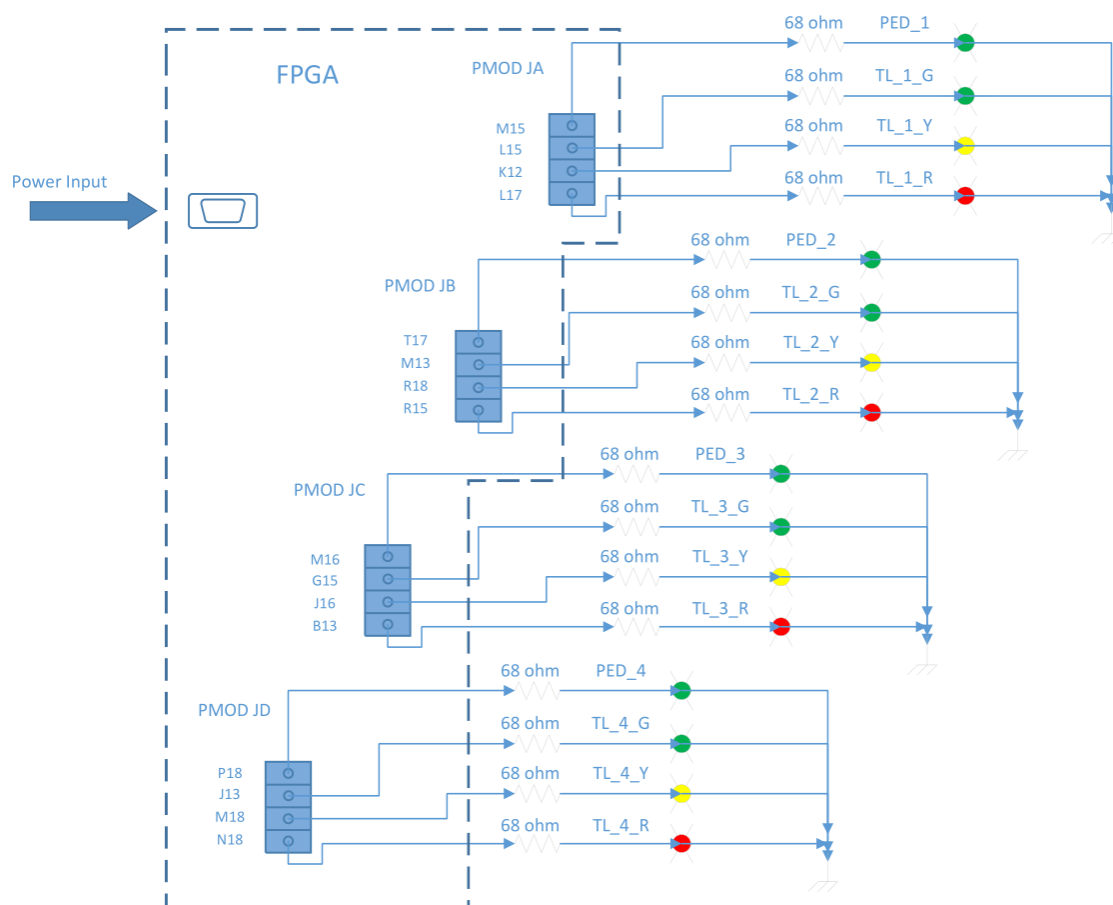 FPGA
Power Input
PMOD JA
M15
L15
K12
L17
68 ohm PED_1
68 ohm TL_1_G
68 ohm TL_1_Y
68 ohm TL_1_R
PMOD JB
T17
M13
R18
R15
68 ohm PED_2
68 ohm TL_2_G
68 ohm TL_2_Y
68 ohm TL_2_R
PMOD JC
M16
G15
J16
B13
68 ohm PED_3
68 ohm TL_3_G
68 ohm TL_3_Y
68 ohm TL_3_R
PMOD JD
P18
J13
M18
N18
68 ohm PED_4
68 ohm TL_4_G
68 ohm TL_4_Y
68 ohm TL_4_R